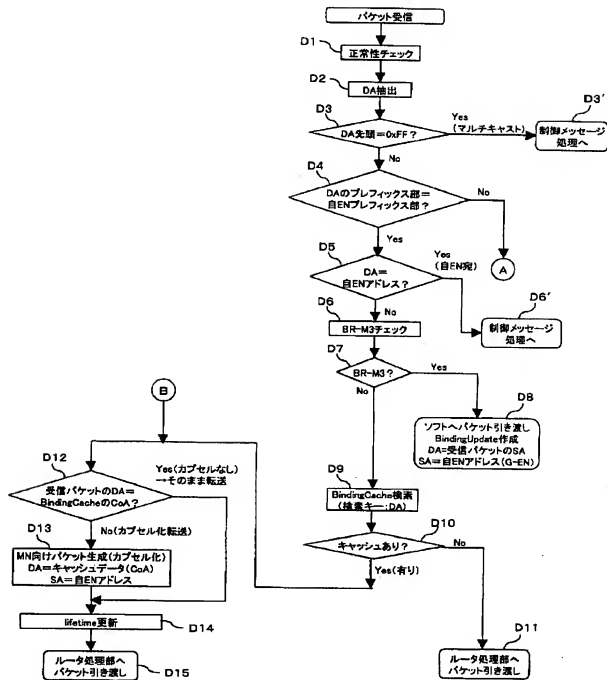 パケット受信
D1
正常性チェック
D2
DA抽出
D3
DA先頭=0xFF?
Yes
(マルチキャスト)
D3'
制御メッセージ
処理へ
No
D4
DAのプレフィックス部=
自ENプレフィックス部?
No
A
Yes
D5
DA=
自ENアドレス?
Yes
(自EN宛)
D6'
制御メッセージ
処理へ
No
D6
BR-M3チェック
D7
BR-M3?
Yes
No
D8
ソフトへパケット引き渡し
BindingUpdate作成
DA=受信パケットのSA
SA=自ENアドレス(G-EN)
B
D9
BindingCache検索
(検索キー:DA)
D10
キャッシュあり?
No
Yes(有り)
D11
ルータ処理部へ
パケット引き渡し
D12
受信パケットのDA=
BindingCacheのCoA?
Yes(カプセルなし)
→そのまま転送
No(カプセル化転送)
D13
MN向けパケット生成(カプセル化)
DA=キャッシュデータ(CoA)
SA=自ENアドレス
lifetime更新
D14
ルータ処理部へ
パケット引き渡し
D15